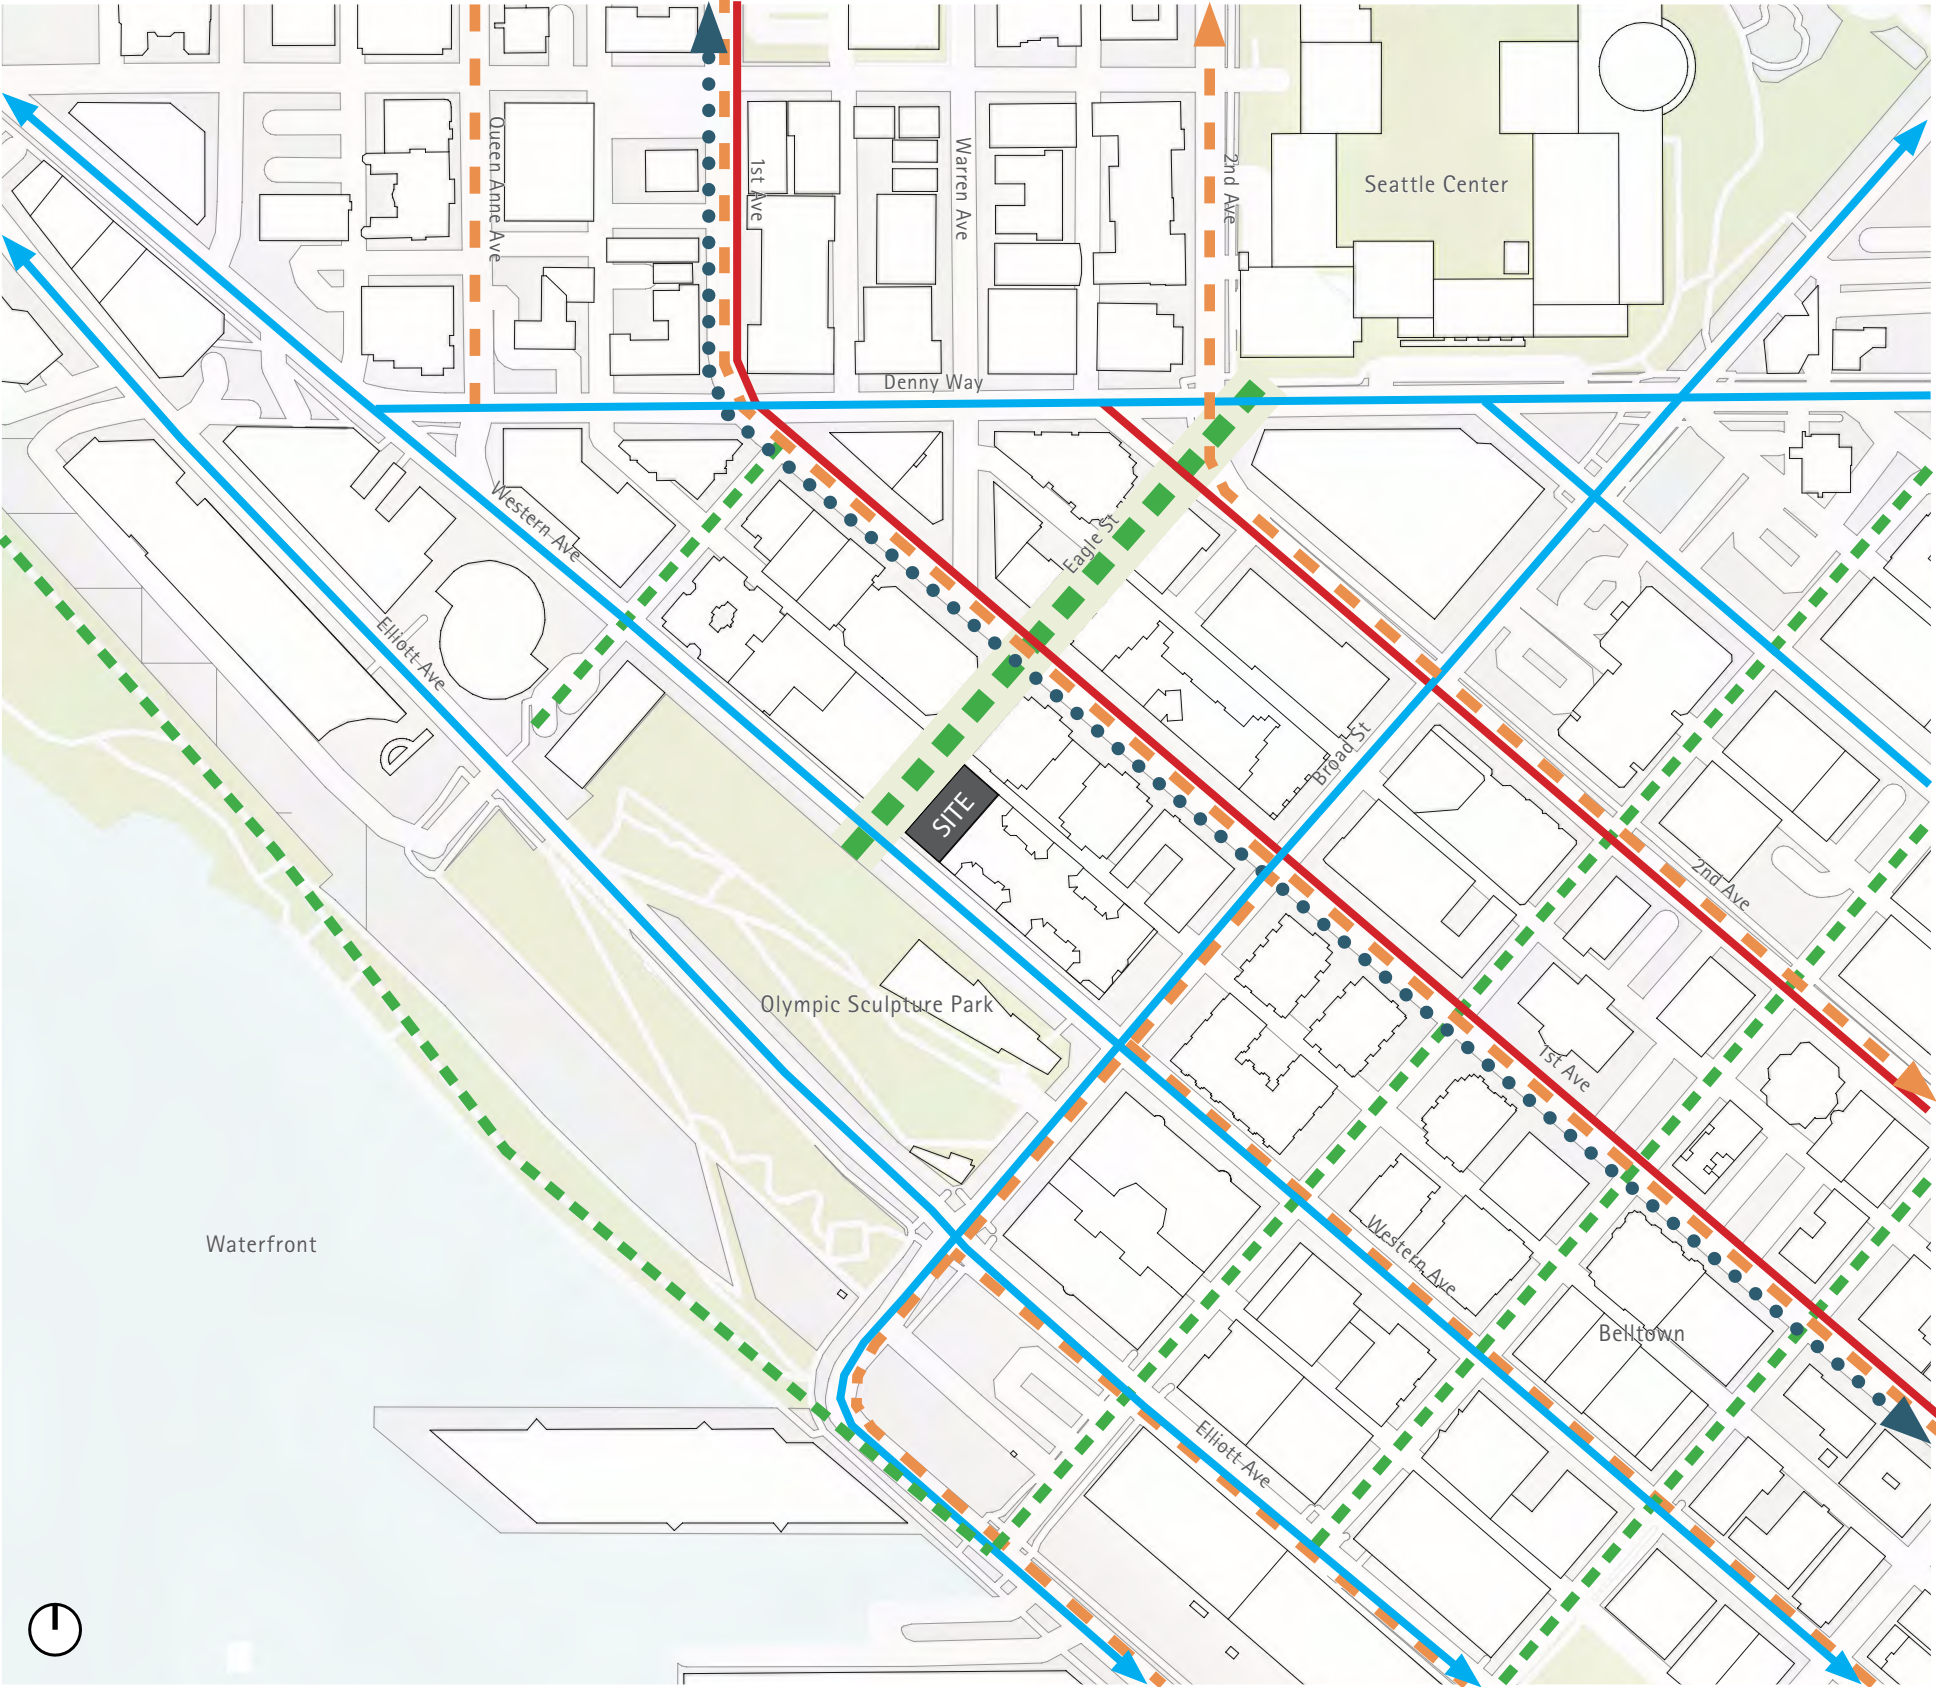 Queen Anne Ave
1st Ave
Warren Ave
2nd Ave
Seattle Center
Denny Way
Western Ave
Eagle St
Elliott Ave
Broad St
SITE
2nd Ave
Olympic Sculpture Park
1st Ave
Waterfront
Western Ave
Belltown
Elliott Ave